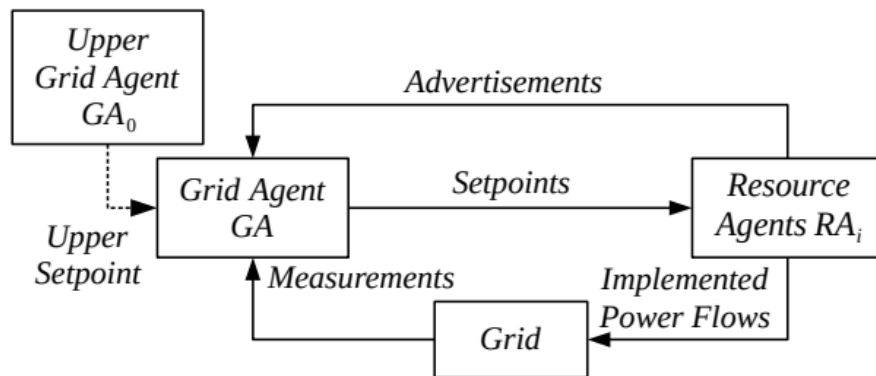 Upper
Grid Agent
GA₀
Advertisements
Grid Agent
GA
Setpoints
Resource
Agents RAᵢ
Upper
Setpoint
Measurements
Implemented
Power Flows
Grid